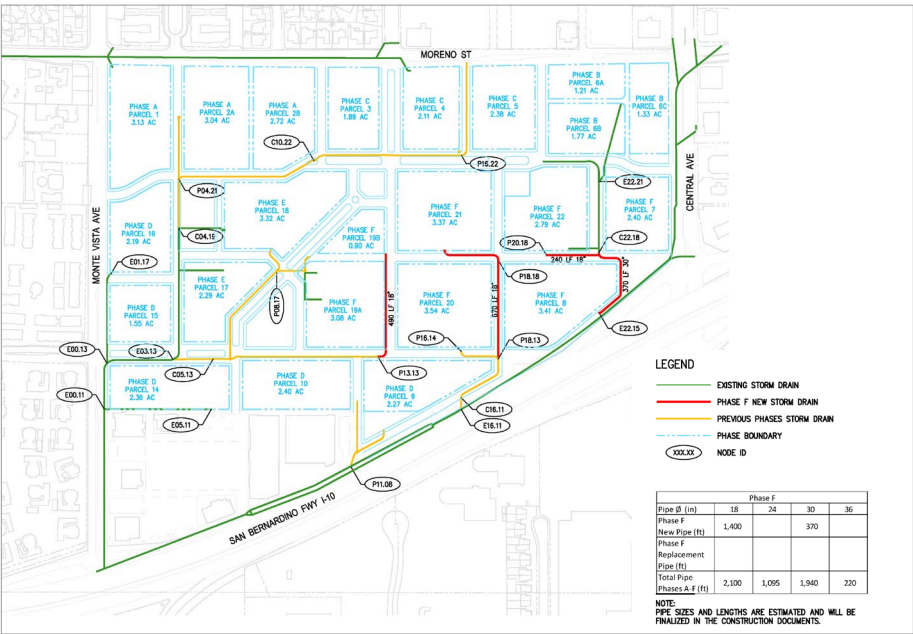 MORENO ST
PHASE A
PARCEL 1
3.13 AC
PHASE A
PARCEL 2A
3.04 AC
PHASE A
PARCEL 2B
2.72 AC
PHASE C
PARCEL 3
1.89 AC
PHASE C
PARCEL 4
2.11 AC
PHASE C
PARCEL 5
2.38 AC
PHASE B
PARCEL 6A
1.21 AC
PHASE B
PARCEL 6B
1.77 AC
PHASE B
PARCEL 6C
1.33 AC
C10.22
P16.22
P04.21
E22.21
CENTRAL AVE
MONTE VISTA AVE
PHASE D
PARCEL 16
2.19 AC
C04.19
PHASE E
PARCEL 18
3.32 AC
PHASE F
PARCEL 19B
0.90 AC
PHASE F
PARCEL 21
3.37 AC
PHASE F
PARCEL 22
2.79 AC
PHASE F
PARCEL 7
2.40 AC
P20.18
C22.18
240 LF 18"
E01.17
PHASE E
PARCEL 17
2.29 AC
P08.17
P18.18
370 LF 30"
PHASE D
PARCEL 15
1.55 AC
PHASE F
PARCEL 19A
3.08 AC
490 LF 18"
PHASE F
PARCEL 20
3.54 AC
670 LF 18"
PHASE F
PARCEL 8
3.41 AC
E22.15
E00.13
E03.13
C05.13
P16.14
P18.13
P13.13
E00.11
PHASE D
PARCEL 14
2.36 AC
PHASE D
PARCEL 10
2.40 AC
PHASE D
PARCEL 9
2.27 AC
E05.11
C16.11
E16.11
P11.08
SAN BERNARDINO FWY I-10
LEGEND
EXISTING STORM DRAIN
PHASE F NEW STORM DRAIN
PREVIOUS PHASES STORM DRAIN
PHASE BOUNDARY
XXX.XX NODE ID
Phase F
Pipe Ø (in) 18 24 30 36
Phase F
New Pipe (ft) 1,400 370
Phase F
Replacement
Pipe (ft)
Total Pipe
Phases A-F (ft) 2,100 1,095 1,940 220
NOTE:
PIPE SIZES AND LENGTHS ARE ESTIMATED AND WILL BE
FINALIZED IN THE CONSTRUCTION DOCUMENTS.